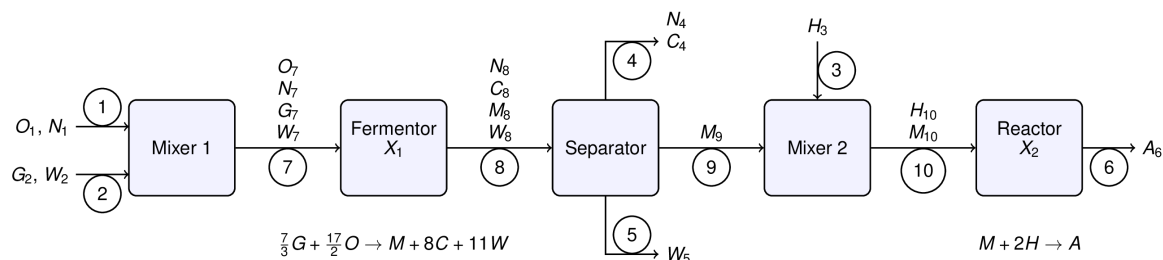 N₄
C₄
H₃
4
3
O₇
N₇
G₇
W₇
N₈
C₈
M₈
W₈
1
O₁, N₁
G₂, W₂
2
Mixer 1
7
Fermentor
X₁
8
Separator
M₉
9
Mixer 2
H₁₀
M₁₀
10
Reactor
X₂
6
A₆
5
W₅
7/3 G + 17/2 O → M + 8C + 11W
M + 2H → A